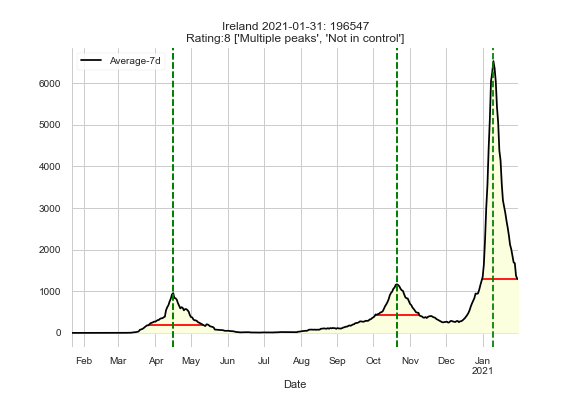 Ireland 2021-01-31: 196547
Rating:8 ['Multiple peaks', 'Not in control']
Average-7d
6000
5000
4000
3000
2000
1000
0
Feb Mar Apr May Jun Jul Aug Sep Oct Nov Dec Jan
2021
Date